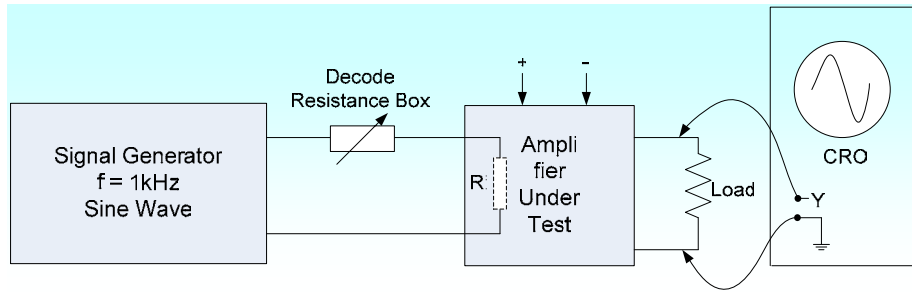 Signal Generator
f = 1kHz
Sine Wave
Decode
Resistance Box
+ -
R
Ampli
fier
Under
Test
Load
CRO
Y